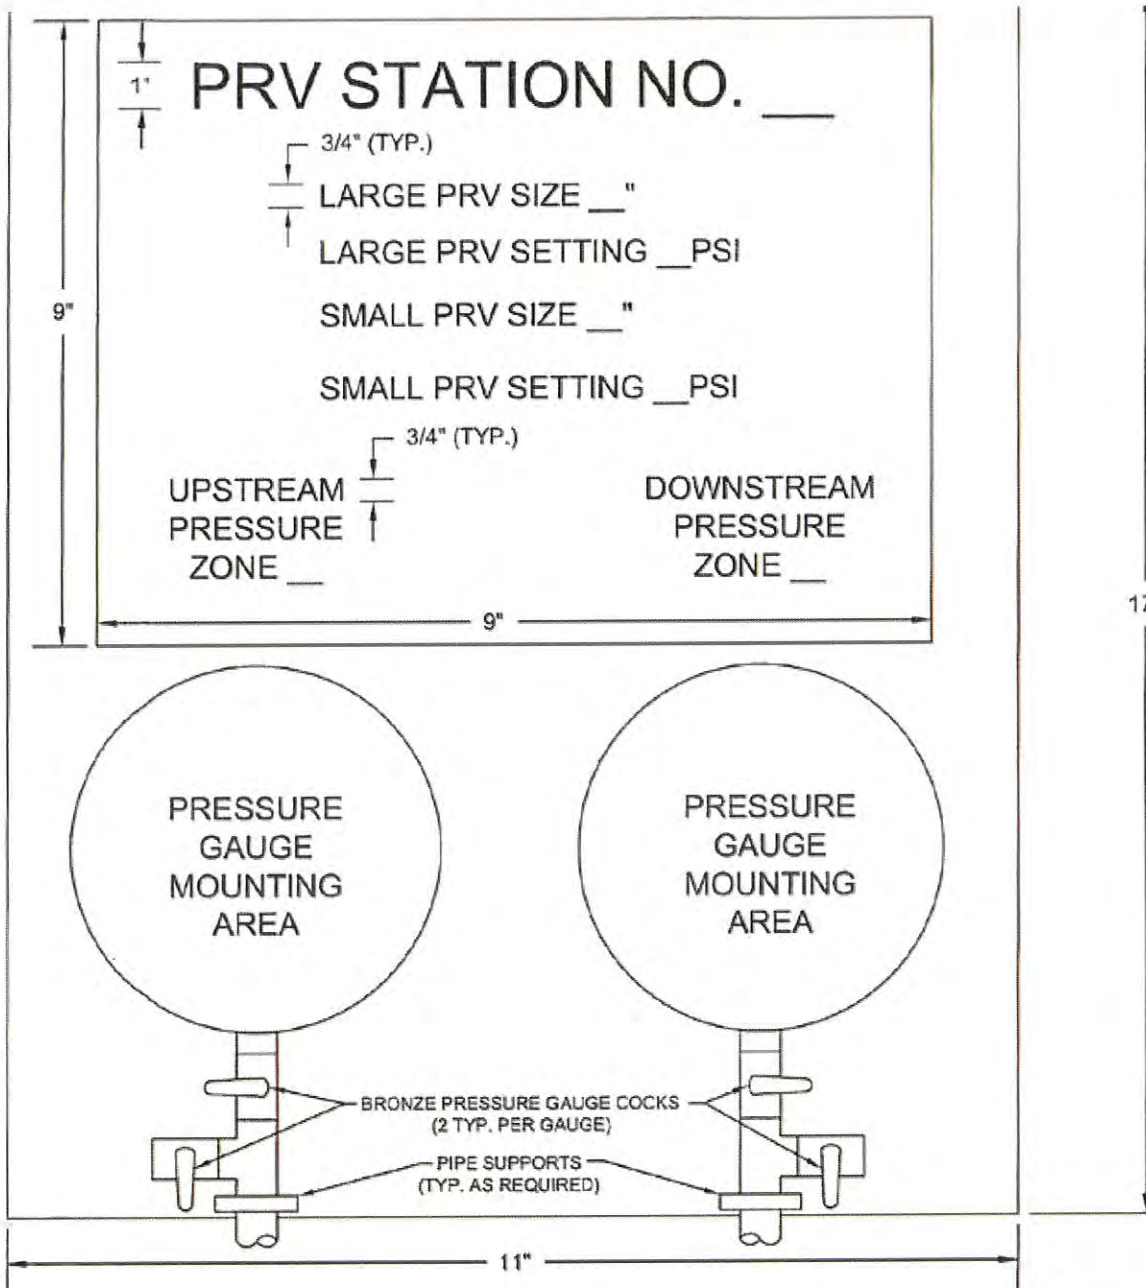 1"
PRV STATION NO. __
3/4" (TYP.)
LARGE PRV SIZE __"
LARGE PRV SETTING __PSI
9"
SMALL PRV SIZE __"
SMALL PRV SETTING __PSI
3/4" (TYP.)
UPSTREAM
PRESSURE
ZONE __
DOWNSTREAM
PRESSURE
ZONE __
9"
PRESSURE
GAUGE
MOUNTING
AREA
PRESSURE
GAUGE
MOUNTING
AREA
BRONZE PRESSURE GAUGE COCKS
(2 TYP. PER GAUGE)
PIPE SUPPORTS
(TYP. AS REQUIRED)
11"